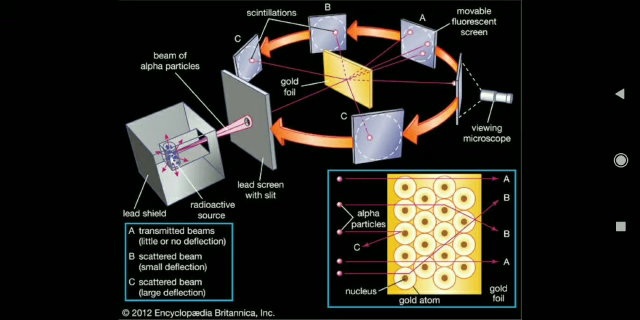 scintillations
B
A
movable
fluorescent
screen
C
beam of
alpha particles
gold
foil
C
viewing
microscope
lead shield
radioactive
source
lead screen
with slit
A transmitted beams
(little or no deflection)
B scattered beam
(small deflection)
C scattered beam
(large deflection)
A
B
alpha
particles
C
B
A
nucleus
gold atom
gold
foil
© 2012 Encyclopædia Britannica, Inc.